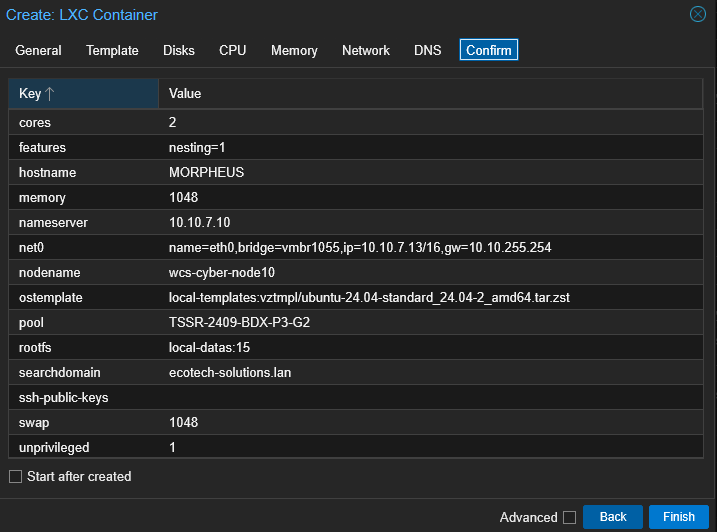 Create: LXC Container
General Template Disks CPU Memory Network DNS Confirm
Key Value
cores 2
features nesting=1
hostname MORPHEUS
memory 1048
nameserver 10.10.7.10
net0 name=eth0,bridge=vmbr1055,ip=10.10.7.13/16,gw=10.10.255.254
nodename wcs-cyber-node10
ostemplate local-templates:vztmpl/ubuntu-24.04-standard_24.04-2_amd64.tar.zst
pool TSSR-2409-BDX-P3-G2
rootfs local-datas:15
searchdomain ecotech-solutions.lan
ssh-public-keys
swap 1048
unprivileged 1
Start after created
Advanced Back Finish